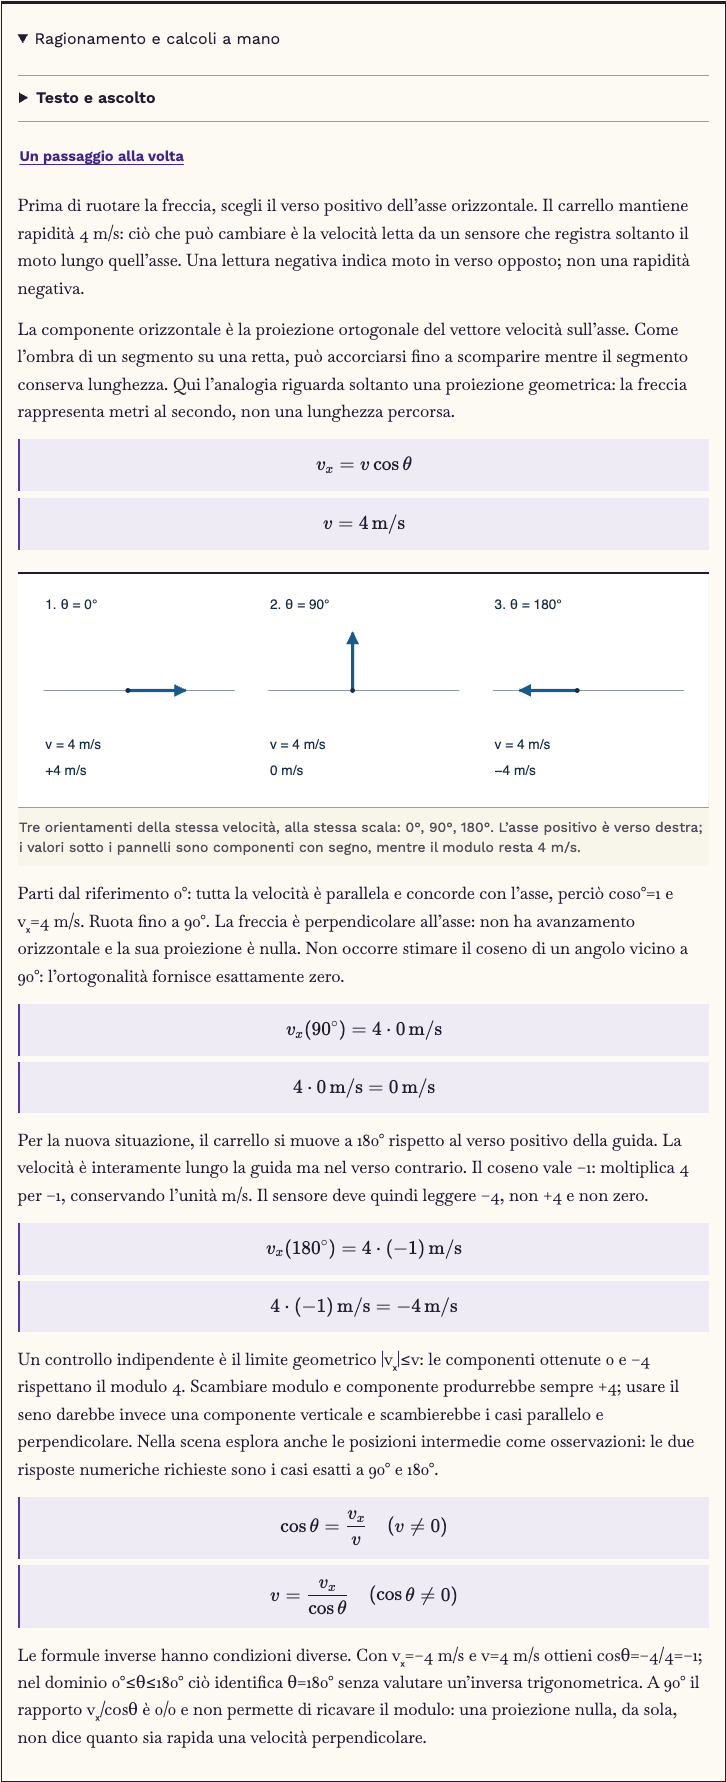 ▼ Ragionamento e calcoli a mano
▶ Testo e ascolto
Un passaggio alla volta
Prima di ruotare la freccia, scegli il verso positivo dell’asse orizzontale. Il carrello mantiene
rapidità 4 m/s: ciò che può cambiare è la velocità letta da un sensore che registra soltanto il
moto lungo quell’asse. Una lettura negativa indica moto in verso opposto; non una rapidità
negativa.
La componente orizzontale è la proiezione ortogonale del vettore velocità sull’asse. Come
l’ombra di un segmento su una retta, può accorciarsi fino a scomparire mentre il segmento
conserva lunghezza. Qui l’analogia riguarda soltanto una proiezione geometrica: la freccia
rappresenta metri al secondo, non una lunghezza percorsa.
vₓ = v cos θ
v = 4 m/s
1. θ = 0°
2. θ = 90°
3. θ = 180°
v = 4 m/s
v = 4 m/s
v = 4 m/s
+4 m/s
0 m/s
−4 m/s
Tre orientamenti della stessa velocità, alla stessa scala: 0°, 90°, 180°. L’asse positivo è verso destra;
i valori sotto i pannelli sono componenti con segno, mentre il modulo resta 4 m/s.
Parti dal riferimento 0°: tutta la velocità è parallela e concorde con l’asse, perciò cos0°=1 e
vₓ=4 m/s. Ruota fino a 90°. La freccia è perpendicolare all’asse: non ha avanzamento
orizzontale e la sua proiezione è nulla. Non occorre stimare il coseno di un angolo vicino a
90°: l’ortogonalità fornisce esattamente zero.
vₓ(90°) = 4 · 0 m/s
4 · 0 m/s = 0 m/s
Per la nuova situazione, il carrello si muove a 180° rispetto al verso positivo della guida. La
velocità è interamente lungo la guida ma nel verso contrario. Il coseno vale −1: moltiplica 4
per −1, conservando l’unità m/s. Il sensore deve quindi leggere −4, non +4 e non zero.
vₓ(180°) = 4 · (−1) m/s
4 · (−1) m/s = −4 m/s
Un controllo indipendente è il limite geometrico |vₓ|≤v: le componenti ottenute 0 e −4
rispettano il modulo 4. Scambiare modulo e componente produrrebbe sempre +4; usare il
seno darebbe invece una componente verticale e scambierebbe i casi parallelo e
perpendicolare. Nella scena esplora anche le posizioni intermedie come osservazioni: le due
risposte numeriche richieste sono i casi esatti a 90° e 180°.
cos θ = vₓ/v (v ≠ 0)
v = vₓ/cos θ (cos θ ≠ 0)
Le formule inverse hanno condizioni diverse. Con vₓ=−4 m/s e v=4 m/s ottieni cosθ=−4/4=−1;
nel dominio 0°≤θ≤180° ciò identifica θ=180° senza valutare un’inversa trigonometrica. A 90° il
rapporto vₓ/cosθ è 0/0 e non permette di ricavare il modulo: una proiezione nulla, da sola,
non dice quanto sia rapida una velocità perpendicolare.